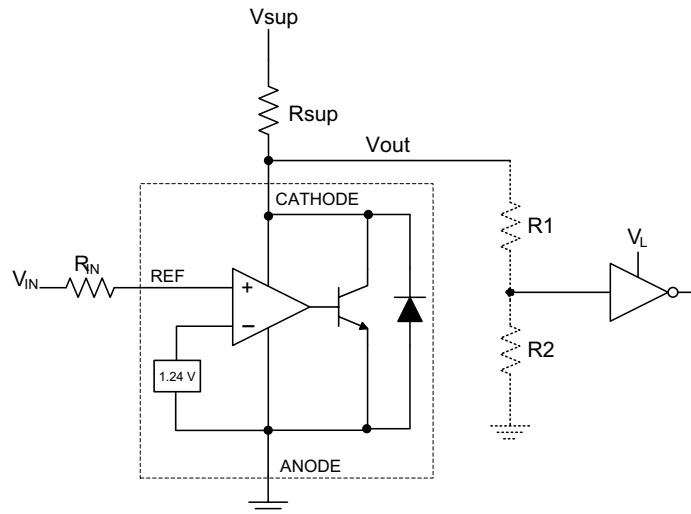 Vsup
Rsup
Vout
CATHODE
R1
RIN
VL
VIN
REF
+
−
R2
1.24 V
ANODE